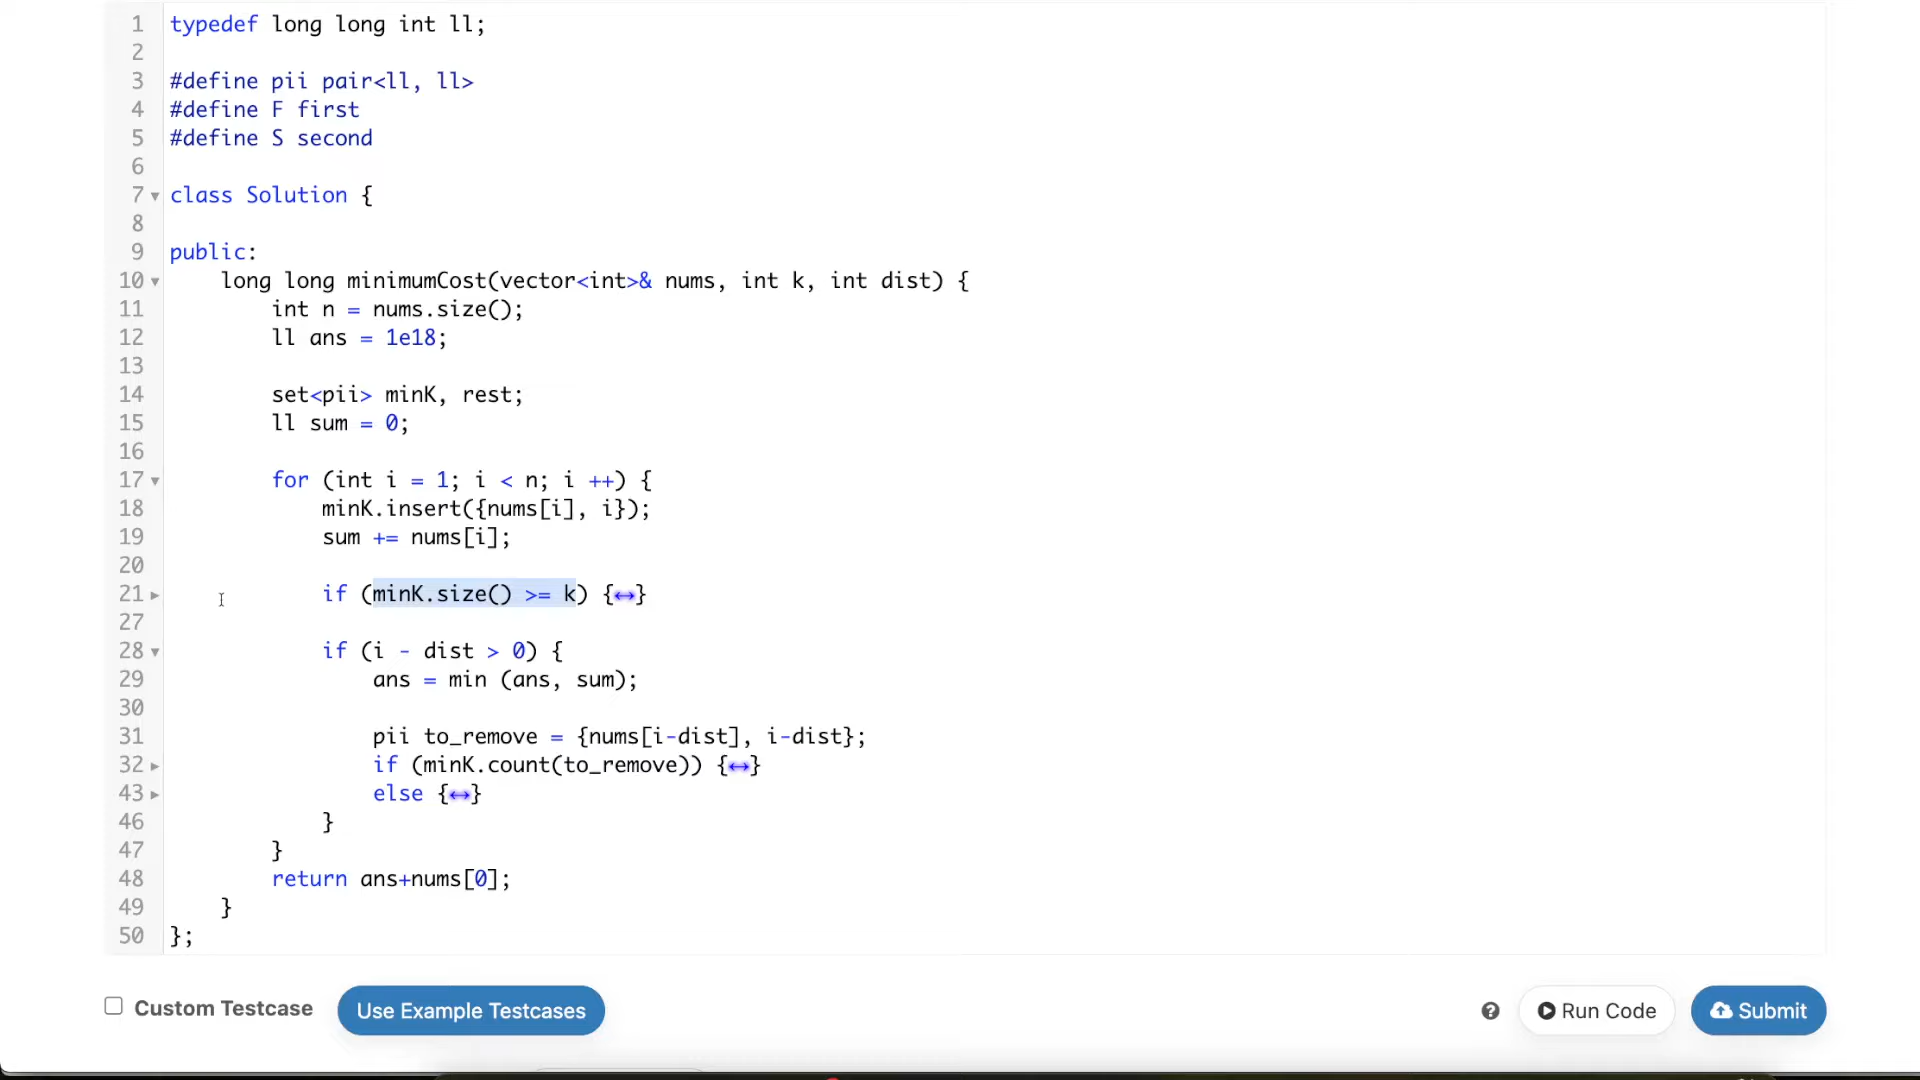 1 typedef long long int ll;
2
3 #define pii pair<ll, ll>
4 #define F first
5 #define S second
6
7 class Solution {
8
9 public:
10 long long minimumCost(vector<int>& nums, int k, int dist) {
11 int n = nums.size();
12 ll ans = 1e18;
13
14 set<pii> minK, rest;
15 ll sum = 0;
16
17 for (int i = 1; i < n; i ++) {
18 minK.insert({nums[i], i});
19 sum += nums[i];
20
21 if (minK.size() >= k) {↔}
27
28 if (i - dist > 0) {
29 ans = min (ans, sum);
30
31 pii to_remove = {nums[i-dist], i-dist};
32 if (minK.count(to_remove)) {↔}
43 else {↔}
46 }
47 }
48 return ans+nums[0];
49 }
50 };
Custom Testcase Use Example Testcases ? Run Code Submit